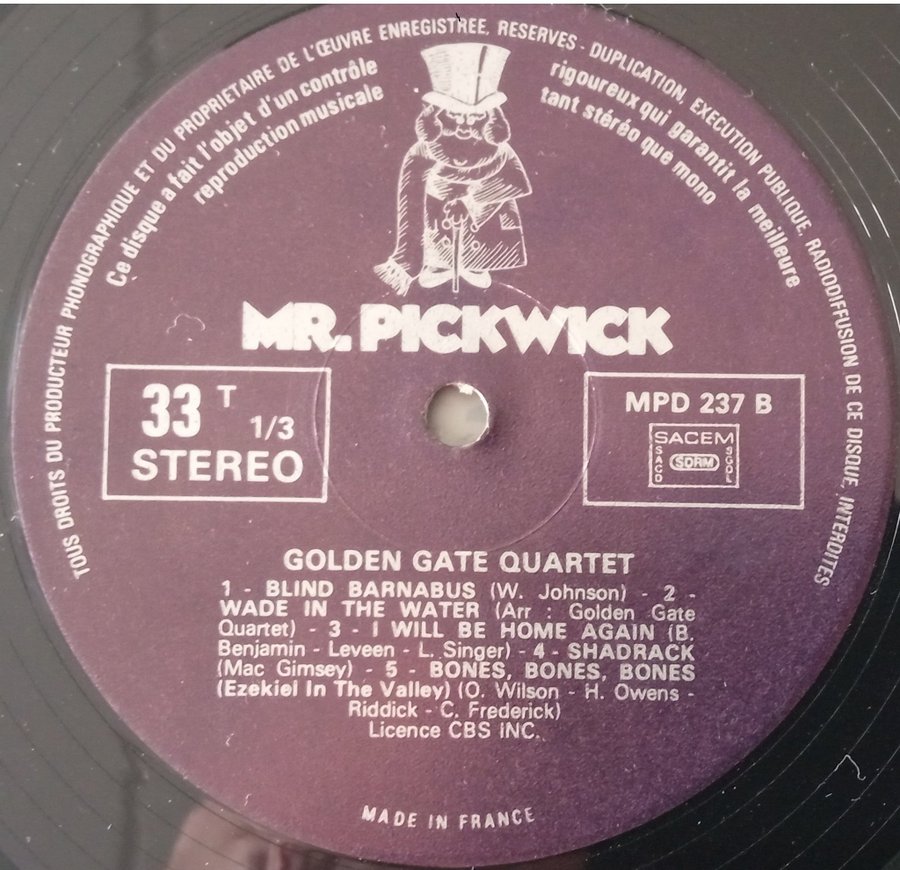 TOUS DROITS DU PRODUCTEUR PHONOGRAPHIQUE ET DU PROPRIETAIRE DE L'ŒUVRE ENREGISTREE, RESERVES - DUPLICATION, EXECUTION PUBLIQUE, RADIODIFFUSION DE CE DISQUE, INTERDITES
Ce disque a fait l'objet d'un contrôle rigoureux qui garantit la meilleure
reproduction musicale tant stéréo que mono
MR. PICKWICK
33 T 1/3
STEREO
MPD 237 B
SACEM
SACD SDRM SGDL
GOLDEN GATE QUARTET
1 - BLIND BARNABUS (W. Johnson) - 2 -
WADE IN THE WATER (Arr : Golden Gate
Quartet) - 3 - I WILL BE HOME AGAIN (B.
Benjamin - Leveen - L. Singer) - 4 - SHADRACK
(Mac Gimsey) - 5 - BONES, BONES, BONES
(Ezekiel In The Valley) (O. Wilson - H. Owens -
Riddick - C. Frederick)
Licence CBS INC.
MADE IN FRANCE